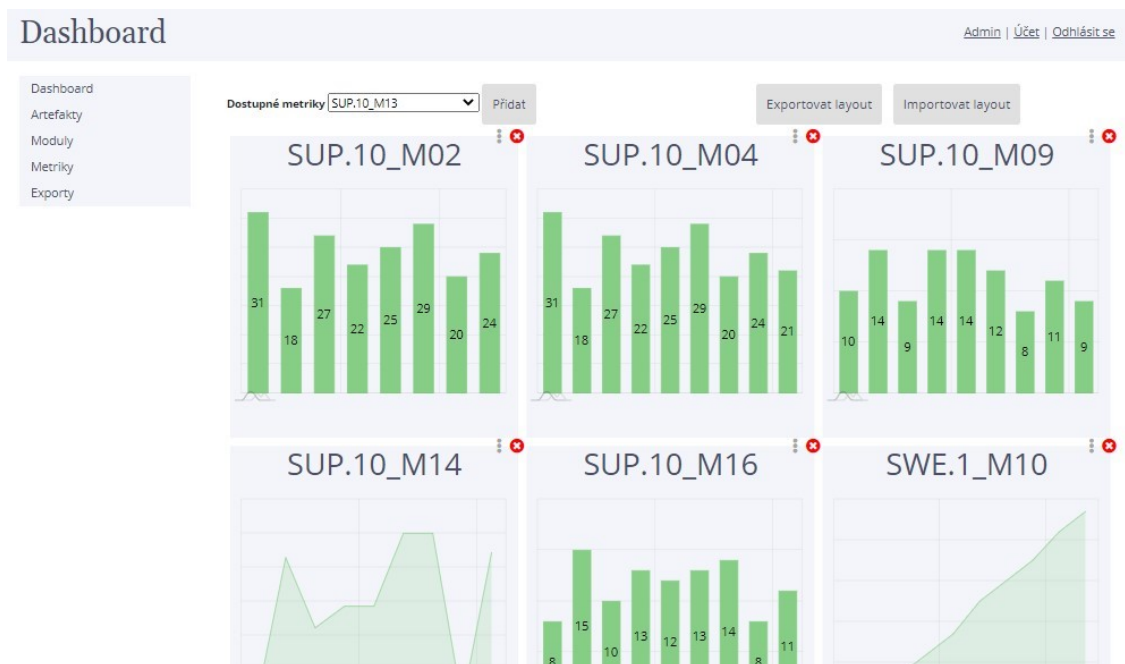 Dashboard
Admin | Účet | Odhlásit se
Dashboard
Artefakty
Moduly
Metriky
Exporty
Dostupné metriky SUP.10_M13 Přidat
Exportovat layout Importovat layout
SUP.10_M02
31 18 27 22 25 29 20 24
SUP.10_M04
31 18 27 22 25 29 20 24 21
SUP.10_M09
10 14 9 14 14 12 8 11 9
SUP.10_M14
SUP.10_M16
8 15 10 13 12 13 14 8 11
SWE.1_M10